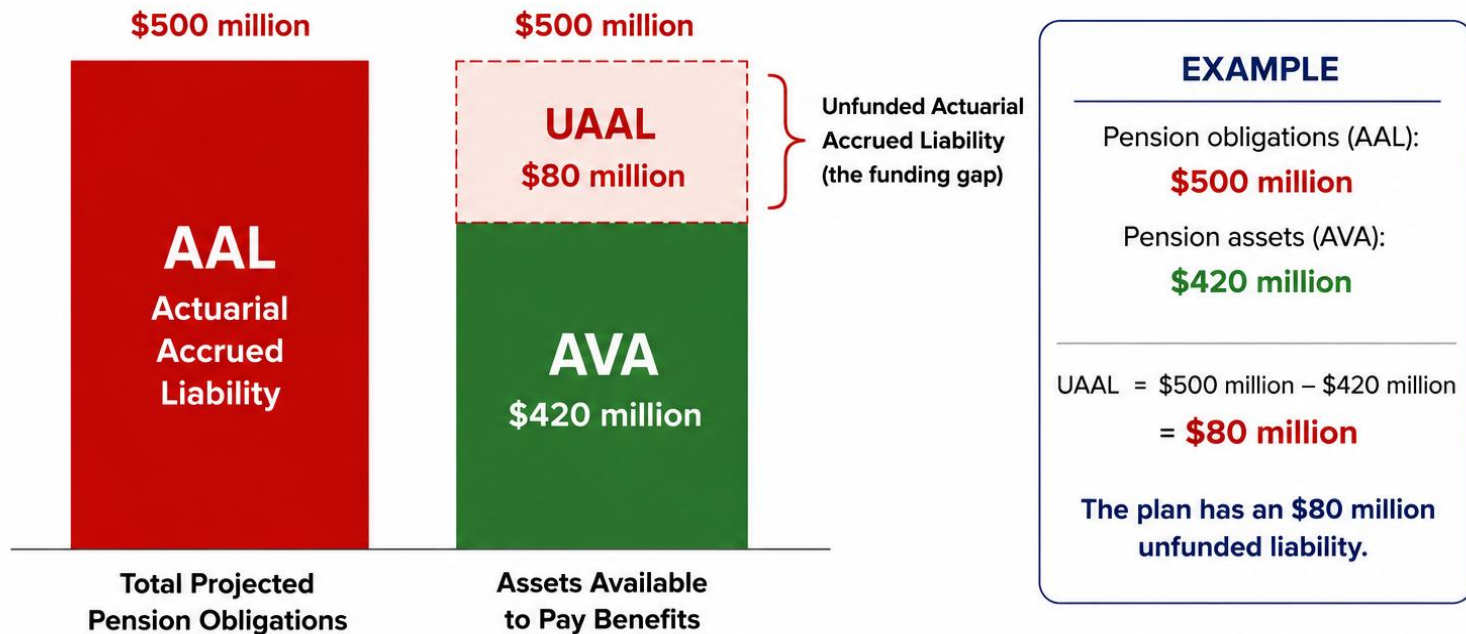 $500 million
AAL
Actuarial
Accrued
Liability
Total Projected
Pension Obligations
$500 million
UAAL
$80 million
AVA
$420 million
Assets Available
to Pay Benefits
Unfunded Actuarial
Accrued Liability
(the funding gap)
EXAMPLE
Pension obligations (AAL):
$500 million
Pension assets (AVA):
$420 million
UAAL = $500 million – $420 million
= $80 million
The plan has an $80 million
unfunded liability.